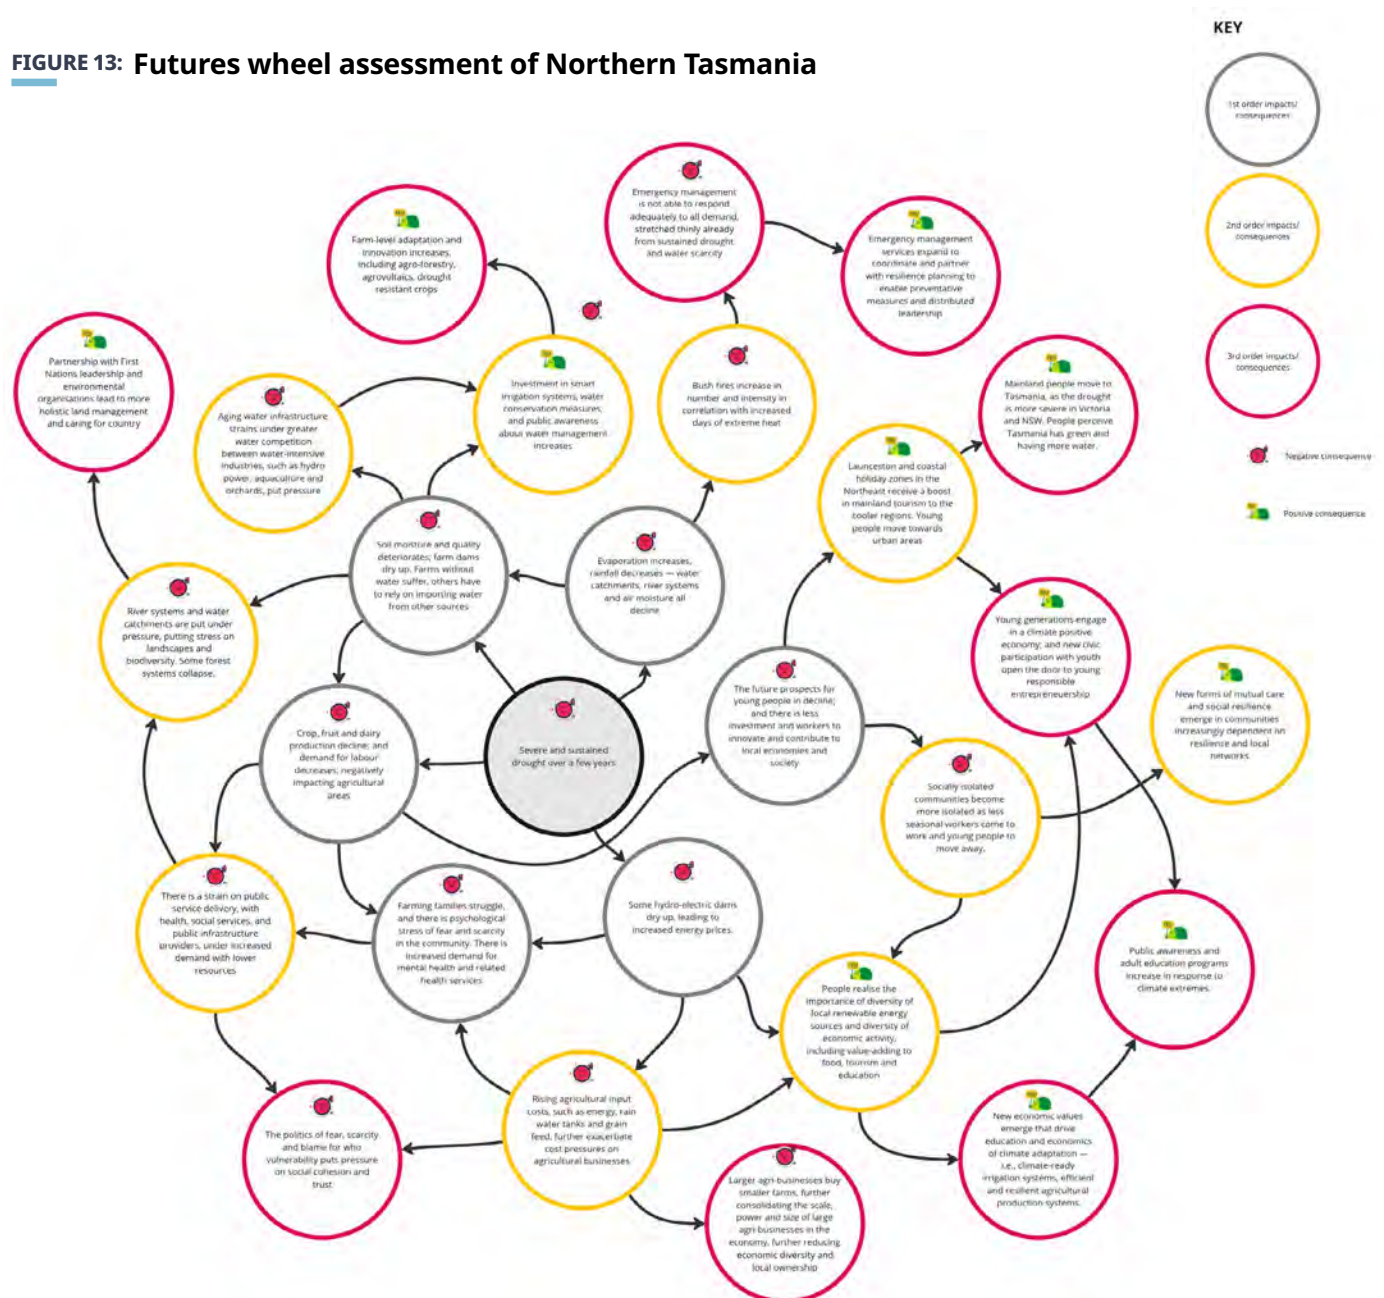 KEY
FIGURE 13: Futures wheel assessment of Northern Tasmania
1st order impacts/
consequences
2nd order impacts/
consequences
3rd order impacts/
consequences
Negative consequence
Positive consequence
Emergency management
is not able to respond
adequately to all demand,
stretched thinly already
from sustained drought
and water scarcity
Farm-level adaptation and
innovation increases,
including agro-forestry,
agrovoltaics, drought
resistant crops
Emergency management
services expand to
coordinate and partner
with resilience planning to
enable preventative
measures and distributed
leadership
Partnership with First
Nations leadership and
environmental
organisations lead to more
holistic land management
and caring for country
Aging water infrastructure
strains under greater
water competition
between water-intensive
industries, such as hydro
power, aquaculture and
orchards, put pressure
Investment in smart
irrigation systems, water
conservation measures,
and public awareness
about water management
increases
Bush fires increase in
number and intensity in
correlation with increased
days of extreme heat
Mainland people move to
Tasmania, as the drought
is more severe in Victoria
and NSW. People perceive
Tasmania has green and
having more water.
Launceston and coastal
holiday zones in the
Northeast receive a boost
in mainland tourism to the
cooler regions. Young
people move towards
urban areas
Soil moisture and quality
deteriorates; farm dams
dry up. Farms without
water suffer, others have
to rely on importing water
from other sources
Evaporation increases,
rainfall decreases — water
catchments, river systems
and air moisture all
decline
River systems and water
catchments are put under
pressure, putting stress on
landscapes and
biodiversity. Some forest
systems collapse.
Young generations engage
in a climate positive
economy; and new civic
participation with youth
open the door to young
responsible
entrepreneuership
New forms of mutual care
and social resilience
emerge in communities
increasingly dependent on
resilience and local
networks
Crop, fruit and dairy
production decline; and
demand for labour
decreases; negatively
impacting agricultural
areas
Severe and sustained
drought over a few years
The future prospects for
young people in decline;
and there is less
investment and workers to
innovate and contribute to
local economies and
society
Socially isolated
communities become
more isolated as less
seasonal workers come to
work and young people to
move away.
There is a strain on public
service delivery, with
health, social services, and
public infrastructure
providers, under increased
demand with lower
resources
Farming families struggle,
and there is psychological
stress of fear and scarcity
in the community. There is
increased demand for
mental health and related
health services
Some hydro-electric dams
dry up, leading to
increased energy prices.
People realise the
importance of diversity of
local renewable energy
sources and diversity of
economic activity,
including value-adding to
food, tourism and
education
Public awareness and
adult education programs
increase in response to
climate extremes.
The politics of fear, scarcity
and blame for who
vulnerability puts pressure
on social cohesion and
trust
Rising agricultural input
costs, such as energy, rain
water tanks and grain
feed, further exacerbate
cost pressures on
agricultural businesses
New economic values
emerge that drive
education and economics
of climate adaptation —
i.e., climate-ready
irrigation systems, efficient
and resilient agricultural
production systems.
Larger agri-businesses buy
smaller farms, further
consolidating the scale,
power and size of large
agri-businesses in the
economy, further reducing
economic diversity and
local ownership